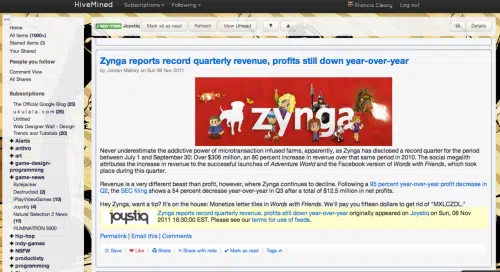 HiveMined
Subscriptions
Following
Francis Cleary
Log out
<<
Home
All items (1000+)
Starred items (0)
Your Shared
People you follow
Comment View
All Shares
Subscriptions
The Official Google Blog (25)
u k u l a l a . c o m (25)
Untitled
Web Designer Wall - Design
Trends and Tutorials (20)
Alerts
anthro
art
game-design-
programming
game-news
Bytejacker
Destructoid (2)
iPlayVideoGames (10)
Joystiq (4)
Natural Selection 2 News
(10)
RUMINATRON 5200
hip-hop
indy-games
NSFW
productivity
programming
Joystiq
Mark all as read
Refresh
View Unread
Details
Zynga reports record quarterly revenue, profits still down year-over-year
by Jordan Mallory on Sun 06 Nov 2011
zynga
Never underestimate the addictive power of microtransaction infused farms, apparently, as Zynga has disclosed a record quarter for the period
between July 1 and September 30: Over $306 million, an 80 percent increase in revenue over that same period in 2010. The social megalith
attributes the increase in revenue to the successful launches of Adventure World and the Facebook version of Words with Friends, which took
place during this quarter.
Revenue is a very different beast than profit, however, where Zynga continues to decline. Following a 95 percent year-over-year profit decrease in
Q2, the SEC filing shows a 54 percent decrease year-over-year in Q3 after a total of $12.5 million in net profits.
Hey Zynga, want a tip? It's on the house: Monetize letter tiles in Words with Friends. We'll pay you fifteen dollars to get rid of "MXLCZDL."
joystiq
Zynga reports record quarterly revenue, profits still down year-over-year originally appeared on Joystiq on Sun, 06 Nov
2011 16:30:00 EST. Please see our terms for use of feeds.
Permalink | Email this | Comments
Save
Like
Share
Share with note
Mark as read
Tags